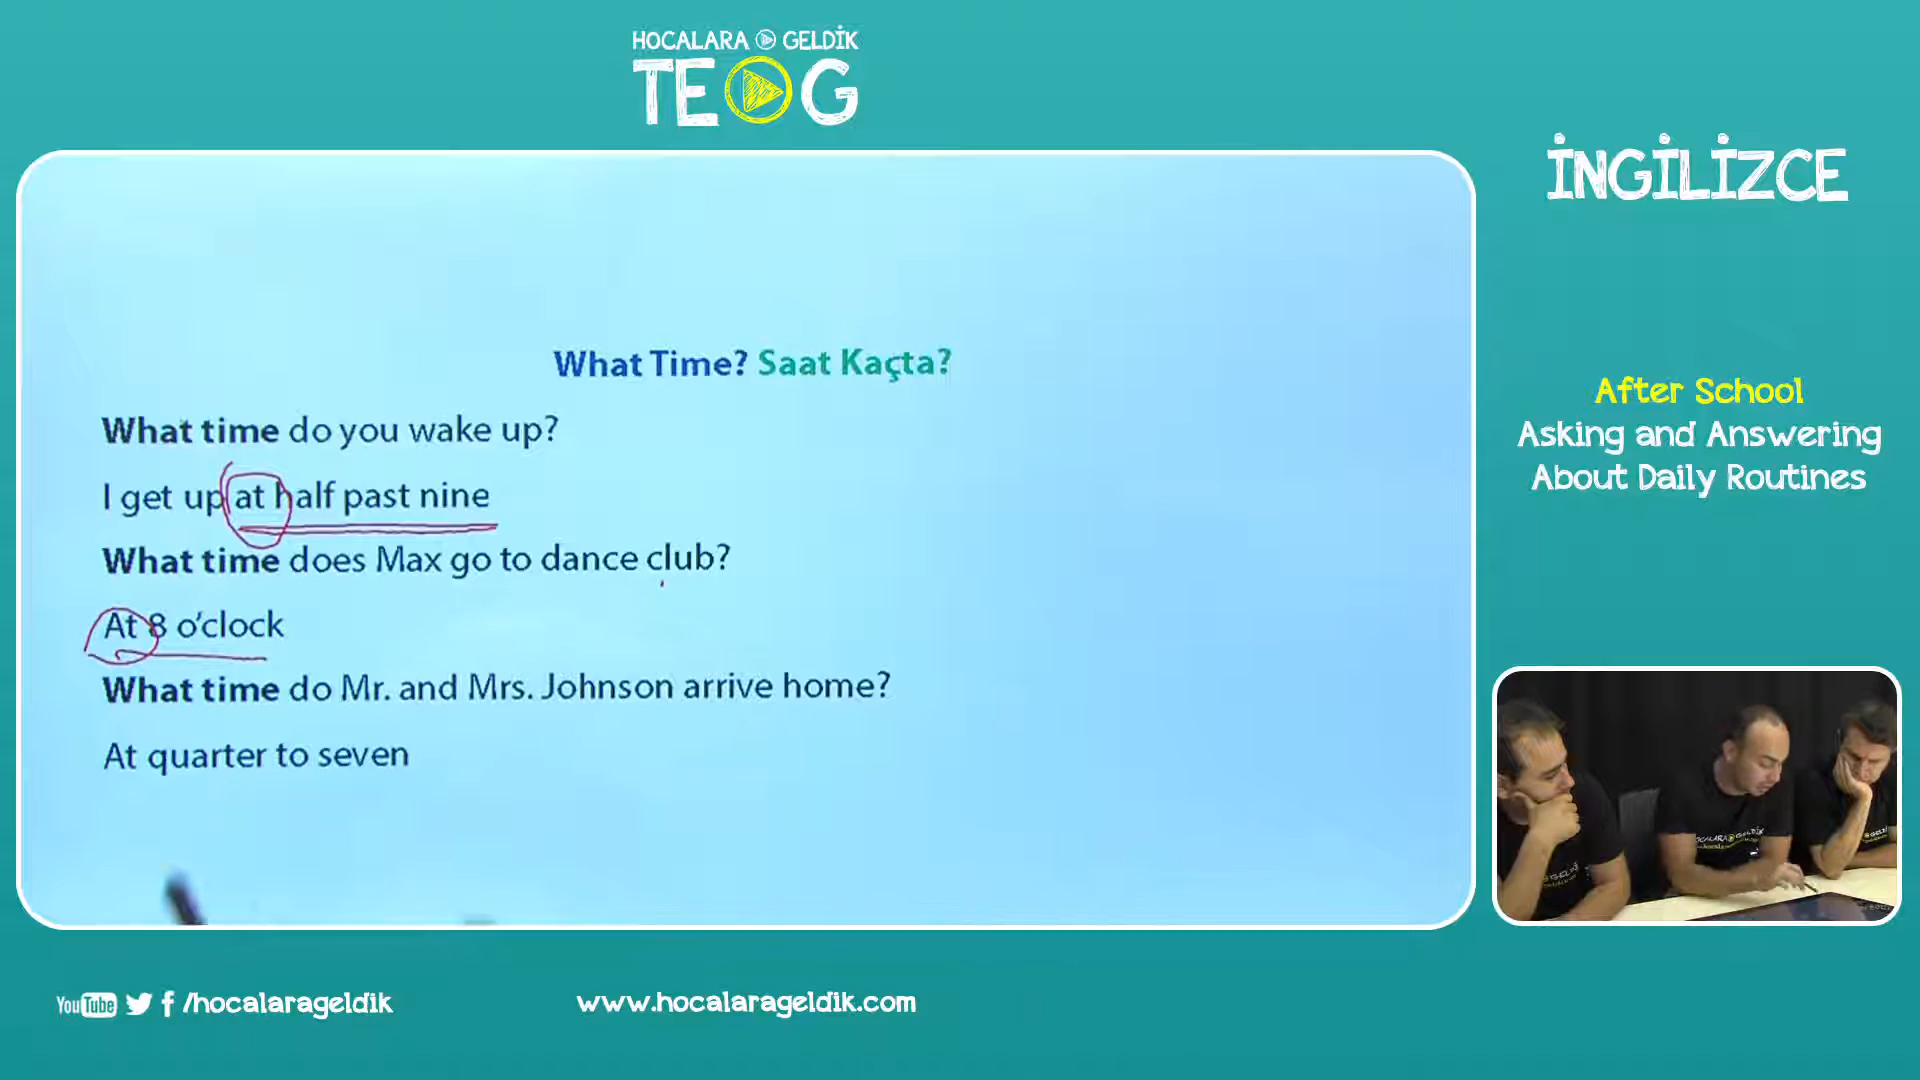 HOCALARA GELDİK
TEOG
İNGİLİZCE
What Time? Saat Kaçta?
What time do you wake up?
I get up at half past nine
What time does Max go to dance club?
At 8 o'clock
What time do Mr. and Mrs. Johnson arrive home?
At quarter to seven
After School
Asking and Answering
About Daily Routines
YouTube /hocalarageldik
www.hocalarageldik.com